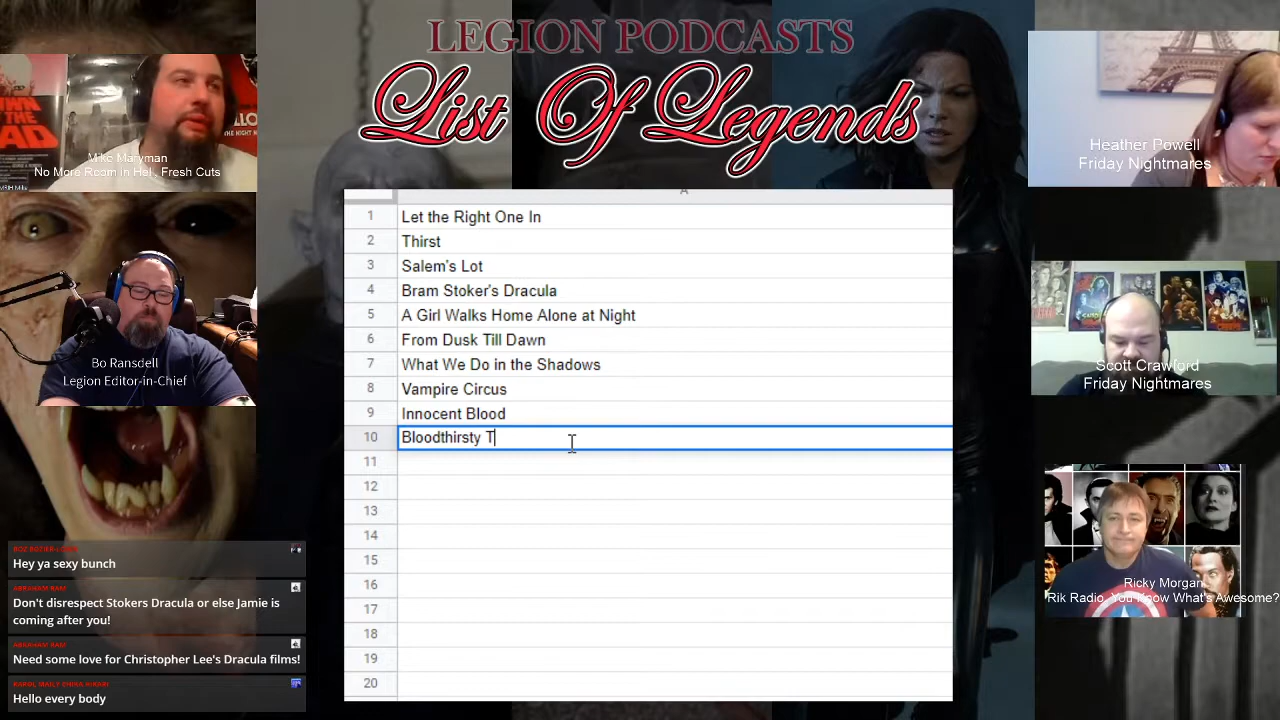 LEGION PODCASTS
List Of Legends
Mike Maryman
No More Room In Hel, Fresh Cuts
Bo Ransdell
Legion Editor-in-Chief
Heather Powell
Friday Nightmares
Scott Crawford
Friday Nightmares
Ricky Morgan
Rik Radio, You Know What's Awesome?
A
1 Let the Right One In
2 Thirst
3 Salem's Lot
4 Bram Stoker's Dracula
5 A Girl Walks Home Alone at Night
6 From Dusk Till Dawn
7 What We Do in the Shadows
8 Vampire Circus
9 Innocent Blood
10 Bloodthirsty T
11
12
13
14
15
16
17
18
19
20
Hey ya sexy bunch
ABRAHAM RAM
Don't disrespect Stokers Dracula or else Jamie is
coming after you!
ABRAHAM RAM
Need some love for Christopher Lee's Dracula films!
Hello every body